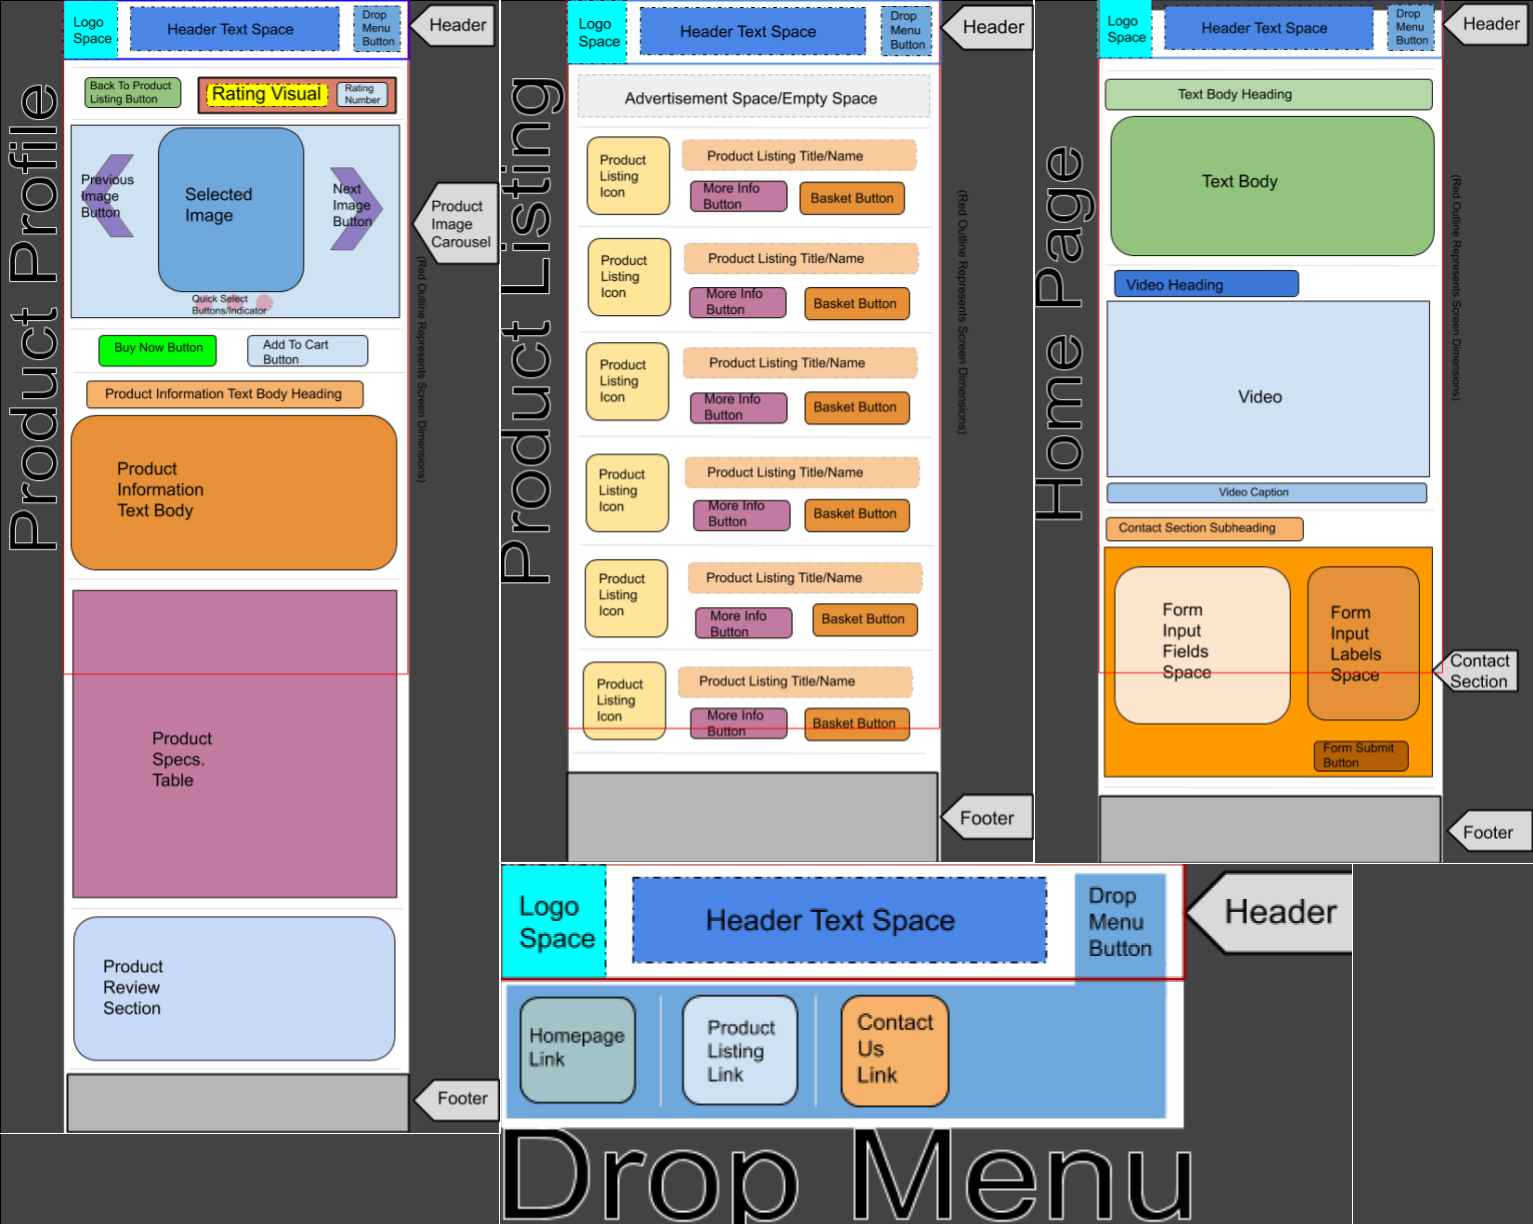 Product Profile
Logo
Space
Header Text Space
Drop
Menu
Button
Header
Back To Product
Listing Button
Rating Visual
Rating
Number
Previous
Image
Button
Selected
Image
Next
Image
Button
Product
Image
Carousel
Quick Select
Buttons/Indicator
(Red Outline Represents Screen Dimensions)
Buy Now Button
Add To Cart
Button
Product Information Text Body Heading
Product
Information
Text Body
Product
Specs.
Table
Product
Review
Section
Footer
Product Listing
Logo
Space
Header Text Space
Drop
Menu
Button
Header
Advertisement Space/Empty Space
Product
Listing
Icon
Product Listing Title/Name
More Info
Button
Basket Button
Product
Listing
Icon
Product Listing Title/Name
More Info
Button
Basket Button
Product
Listing
Icon
Product Listing Title/Name
More Info
Button
Basket Button
Product
Listing
Icon
Product Listing Title/Name
More Info
Button
Basket Button
Product
Listing
Icon
Product Listing Title/Name
More Info
Button
Basket Button
Product
Listing
Icon
Product Listing Title/Name
More Info
Button
Basket Button
(Red Outline Represents Screen Dimensions)
Footer
Home Page
Logo
Space
Header Text Space
Drop
Menu
Button
Header
Text Body Heading
Text Body
Video Heading
Video
Video Caption
(Red Outline Represents Screen Dimensions)
Contact Section Subheading
Form
Input
Fields
Space
Form
Input
Labels
Space
Contact
Section
Form Submit
Button
Footer
Logo
Space
Header Text Space
Drop
Menu
Button
Header
Homepage
Link
Product
Listing
Link
Contact
Us
Link
Drop Menu